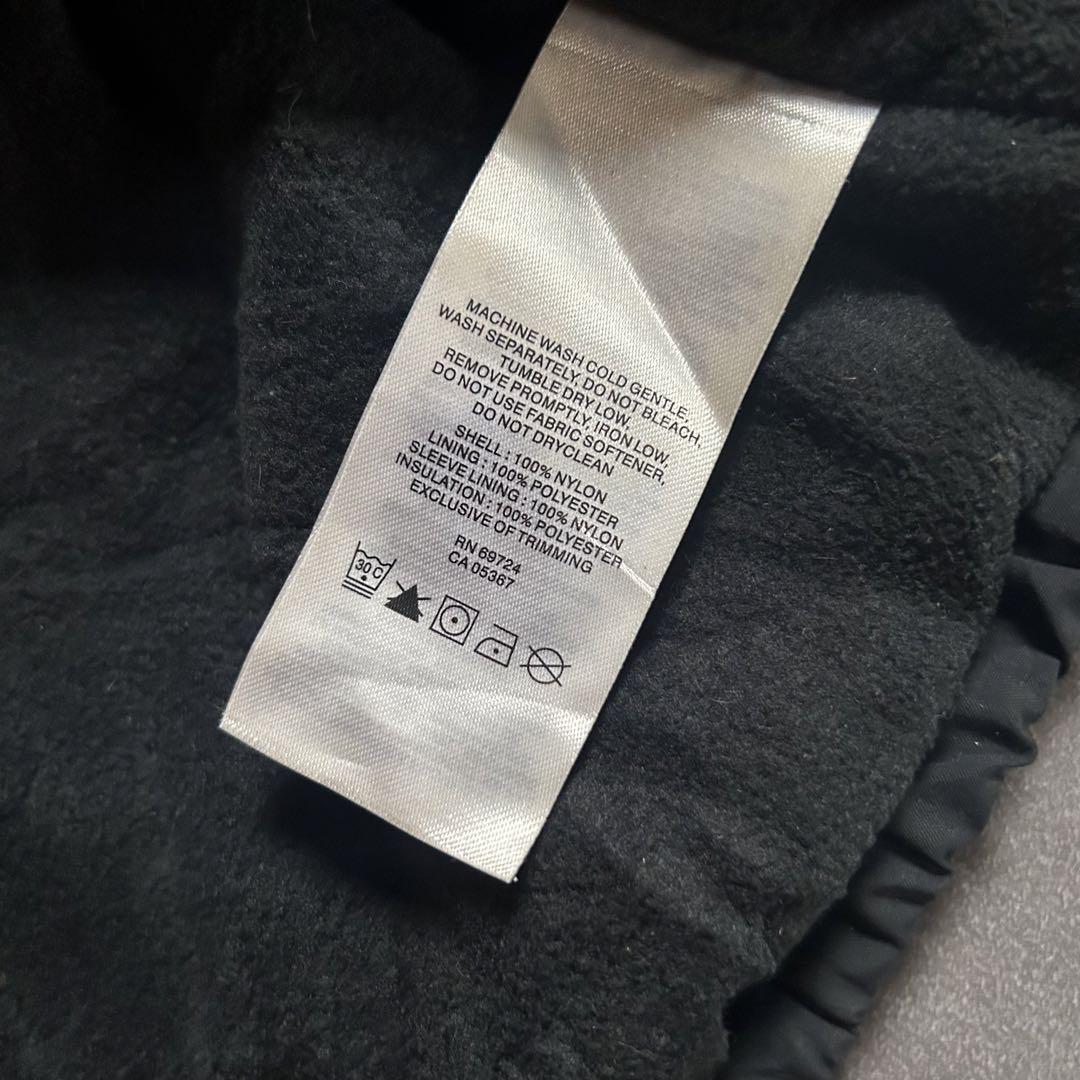 MACHINE WASH COLD GENTLE,
WASH SEPARATELY, DO NOT BLEACH,
TUMBLE DRY LOW,
REMOVE PROMPTLY, IRON LOW,
DO NOT USE FABRIC SOFTENER,
DO NOT DRYCLEAN
SHELL : 100% NYLON
LINING : 100% POLYESTER
SLEEVE LINING : 100% NYLON
INSULATION : 100% POLYESTER
EXCLUSIVE OF TRIMMING
RN 69724
CA 05367
30 C